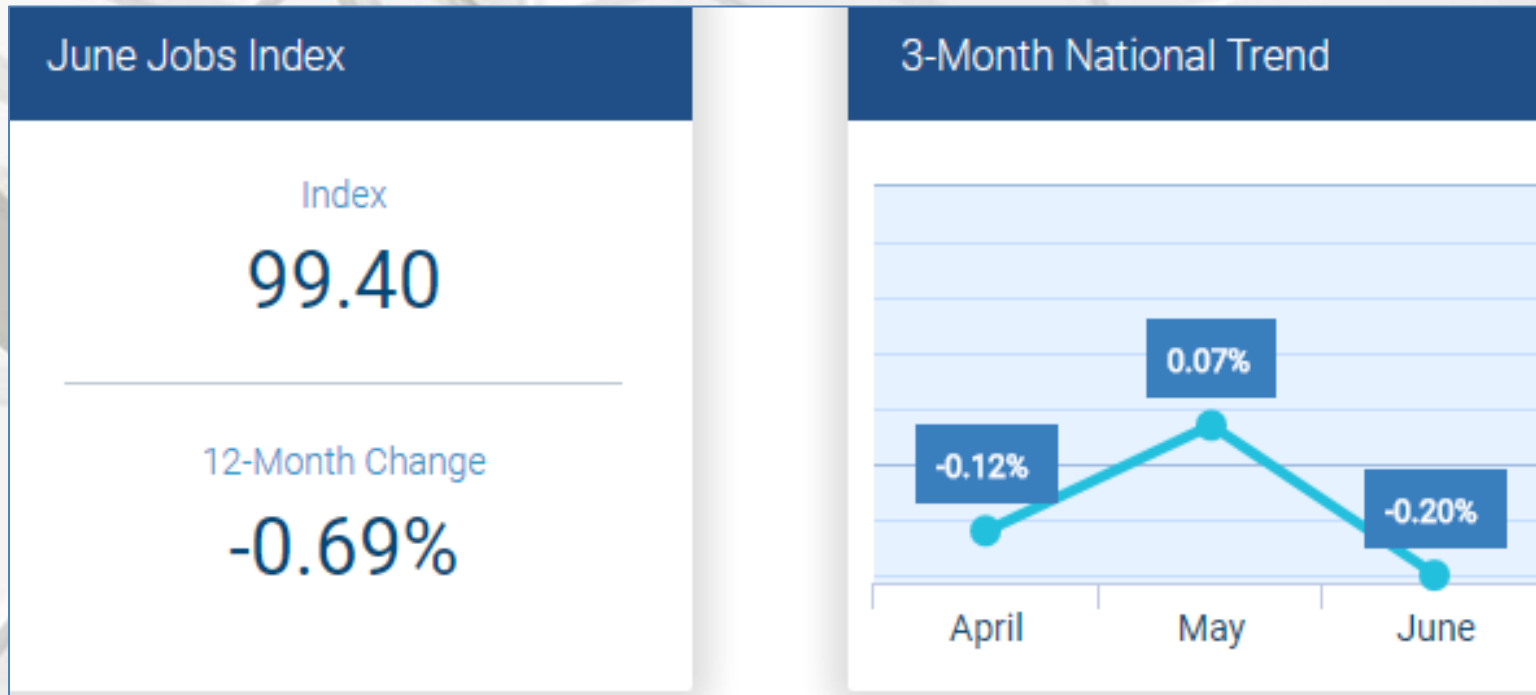 June Jobs Index
Index
99.40
12-Month Change
-0.69%
3-Month National Trend
-0.12%
0.07%
-0.20%
April
May
June